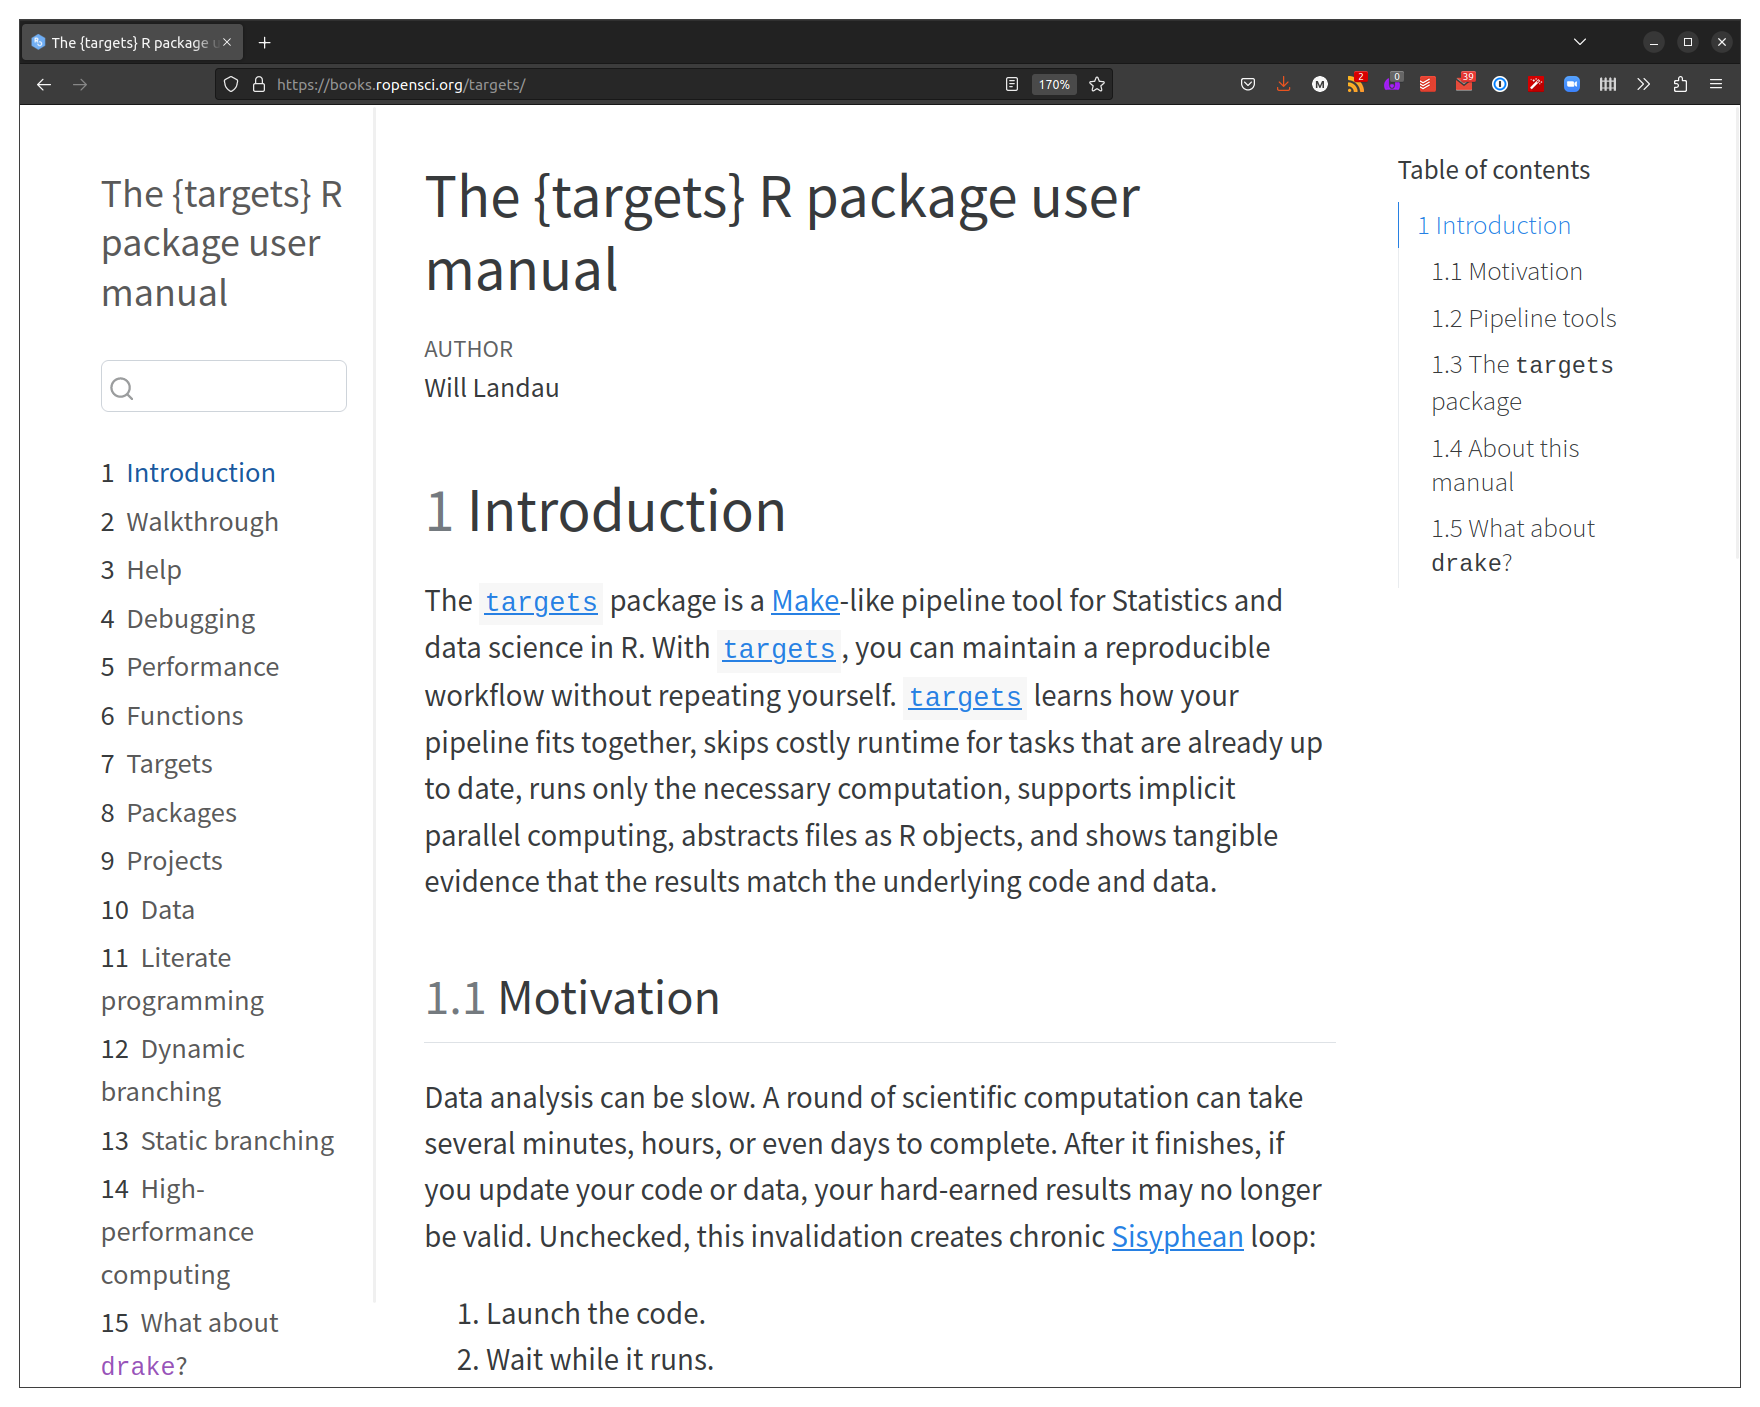 The {targets} R package u
https://books.ropensci.org/targets/
170%
2
0
39
The {targets} R
package user
manual
1 Introduction
2 Walkthrough
3 Help
4 Debugging
5 Performance
6 Functions
7 Targets
8 Packages
9 Projects
10 Data
11 Literate
programming
12 Dynamic
branching
13 Static branching
14 High-
performance
computing
15 What about
drake?
The {targets} R package user
manual
AUTHOR
Will Landau
1 Introduction
The targets package is a Make-like pipeline tool for Statistics and
data science in R. With targets, you can maintain a reproducible
workflow without repeating yourself. targets learns how your
pipeline fits together, skips costly runtime for tasks that are already up
to date, runs only the necessary computation, supports implicit
parallel computing, abstracts files as R objects, and shows tangible
evidence that the results match the underlying code and data.
1.1 Motivation
Data analysis can be slow. A round of scientific computation can take
several minutes, hours, or even days to complete. After it finishes, if
you update your code or data, your hard-earned results may no longer
be valid. Unchecked, this invalidation creates chronic Sisyphean loop:
1. Launch the code.
2. Wait while it runs.
Table of contents
1 Introduction
1.1 Motivation
1.2 Pipeline tools
1.3 The targets
package
1.4 About this
manual
1.5 What about
drake?